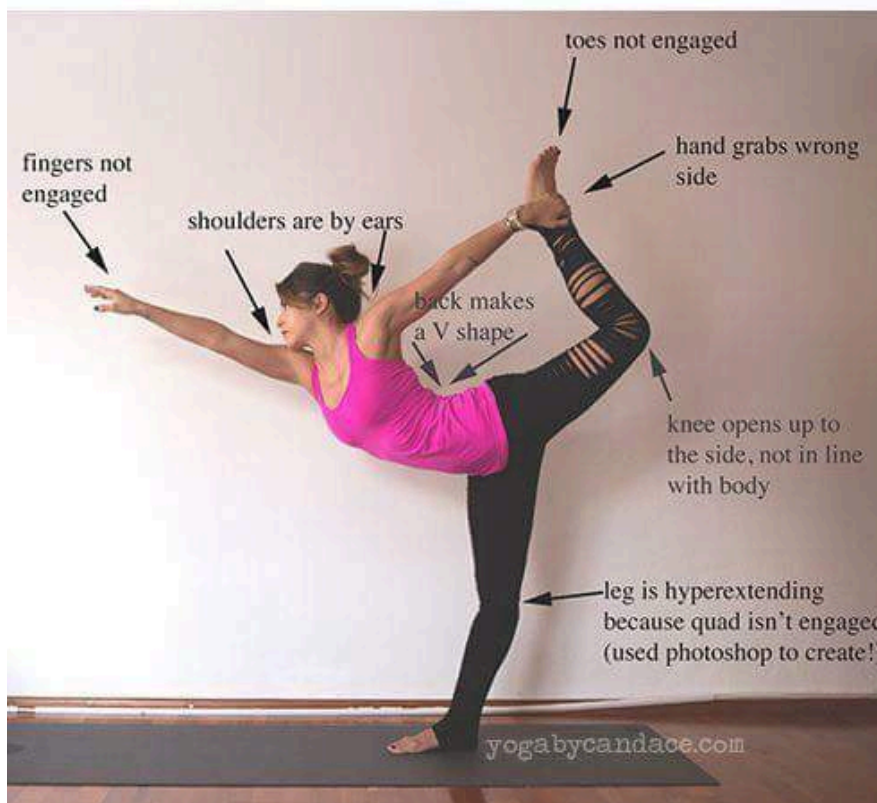 toes not engaged
hand grabs wrong
side
fingers not
engaged
shoulders are by ears
back makes
a V shape
knee opens up to
the side, not in line
with body
leg is hyperextending
because quad isn't engaged
(used photoshop to create!
yogabycandace.com